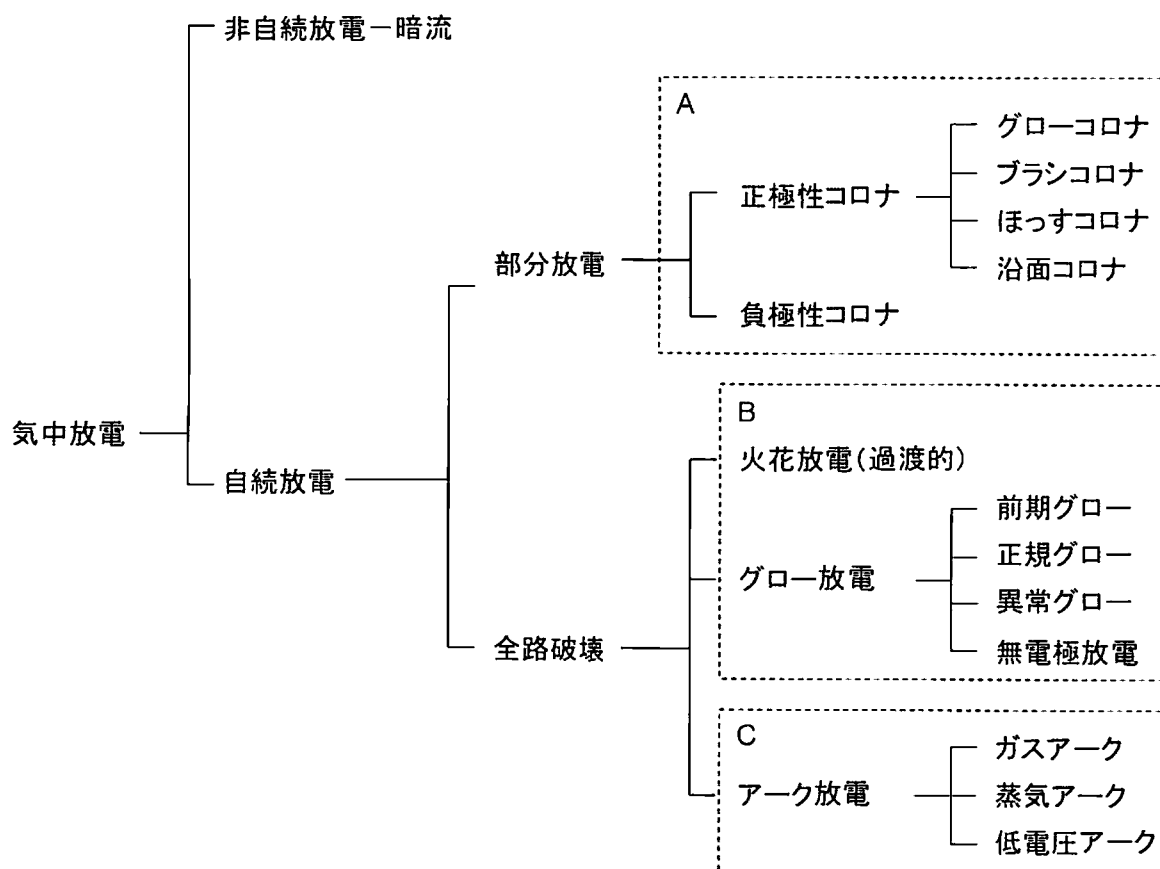 非自続放電－暗流
A
グローコロナ
ブラシコロナ
正極性コロナ
ほっすコロナ
沿面コロナ
部分放電
負極性コロナ
気中放電
自続放電
B
火花放電(過渡的)
前期グロー
正規グロー
グロー放電
異常グロー
無電極放電
全路破壊
C
ガスアーク
アーク放電
蒸気アーク
低電圧アーク